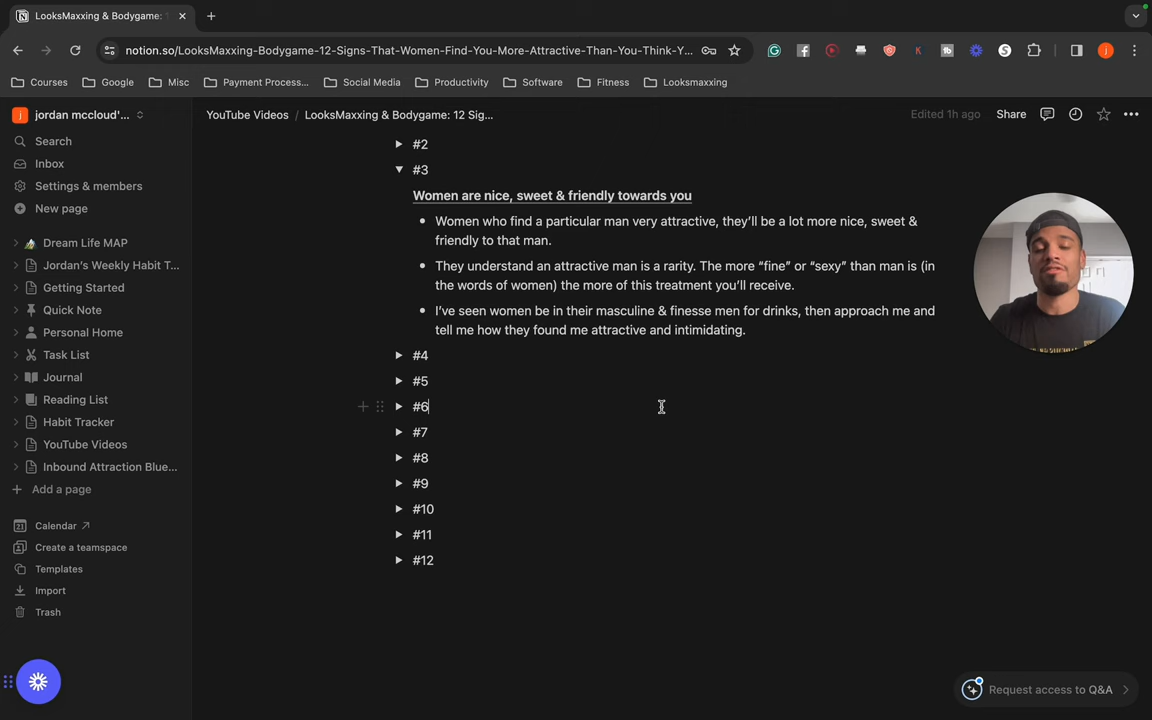 LooksMaxxing & Bodygame:
notion.so/LooksMaxxing-Bodygame-12-Signs-That-Women-Find-You-More-Attractive-Than-You-Think-Y...
Courses
Google
Misc
Payment Process...
Social Media
Productivity
Software
Fitness
Looksmaxxing
jordan mccloud'...
YouTube Videos / LooksMaxxing & Bodygame: 12 Sig...
Edited 1h ago
Share
Search
Inbox
Settings & members
New page
Dream Life MAP
Jordan’s Weekly Habit T...
Getting Started
Quick Note
Personal Home
Task List
Journal
Reading List
Habit Tracker
YouTube Videos
Inbound Attraction Blue...
Add a page
Calendar ↗
Create a teamspace
Templates
Import
Trash
#2
#3
Women are nice, sweet & friendly towards you
• Women who find a particular man very attractive, they’ll be a lot more nice, sweet &
friendly to that man.
• They understand an attractive man is a rarity. The more “fine” or “sexy” than man is (in
the words of women) the more of this treatment you’ll receive.
• I’ve seen women be in their masculine & finesse men for drinks, then approach me and
tell me how they found me attractive and intimidating.
#4
#5
#6
#7
#8
#9
#10
#11
#12
Request access to Q&A